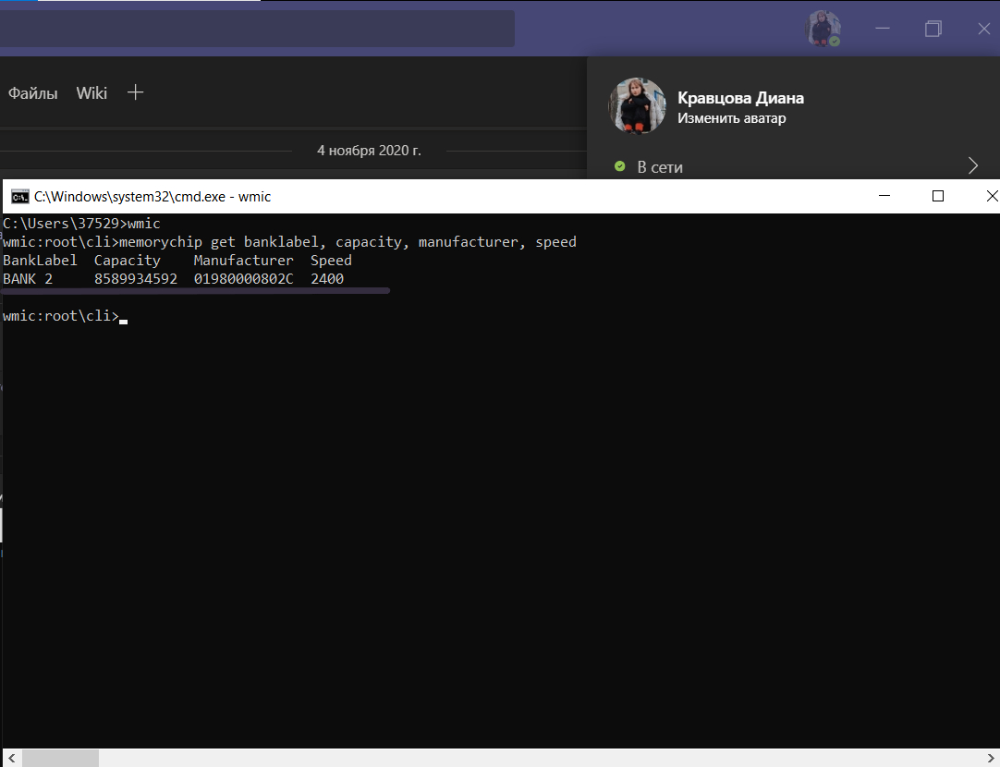 Файлы Wiki
Кравцова Диана
Изменить аватар
4 ноября 2020 г.
В сети
C:\Windows\system32\cmd.exe - wmic
C:\Users\37529>wmic
wmic:root\cli>memorychip get banklabel, capacity, manufacturer, speed
BankLabel  Capacity    Manufacturer  Speed
BANK 2     8589934592  01980000802C  2400
wmic:root\cli>